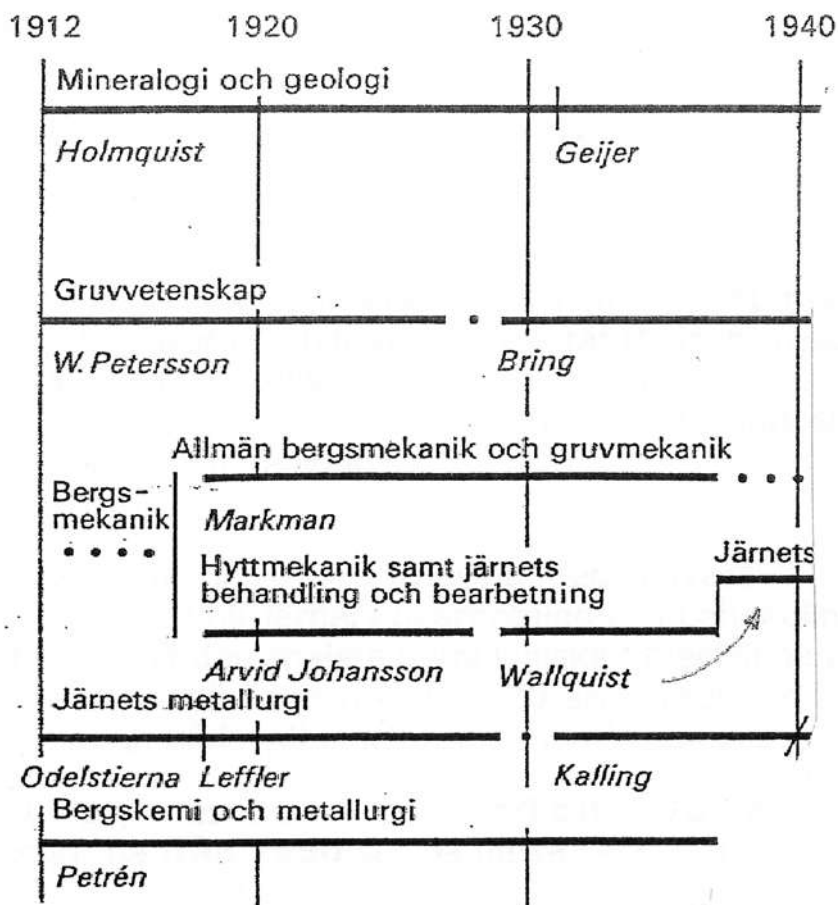 1912 1920 1930 1940
Mineralogi och geologi
Holmquist Geijer
Gruvvetenskap
W. Petersson Bring
Allmän bergsmekanik och gruvmekanik
Bergs-
mekanik
Markman
Hyttmekanik samt järnets
behandling och bearbetning
Järnets
Arvid Johansson Wallquist
Järnets metallurgi
Odelstierna Leffler Kalling
Bergskemi och metallurgi
Petrén